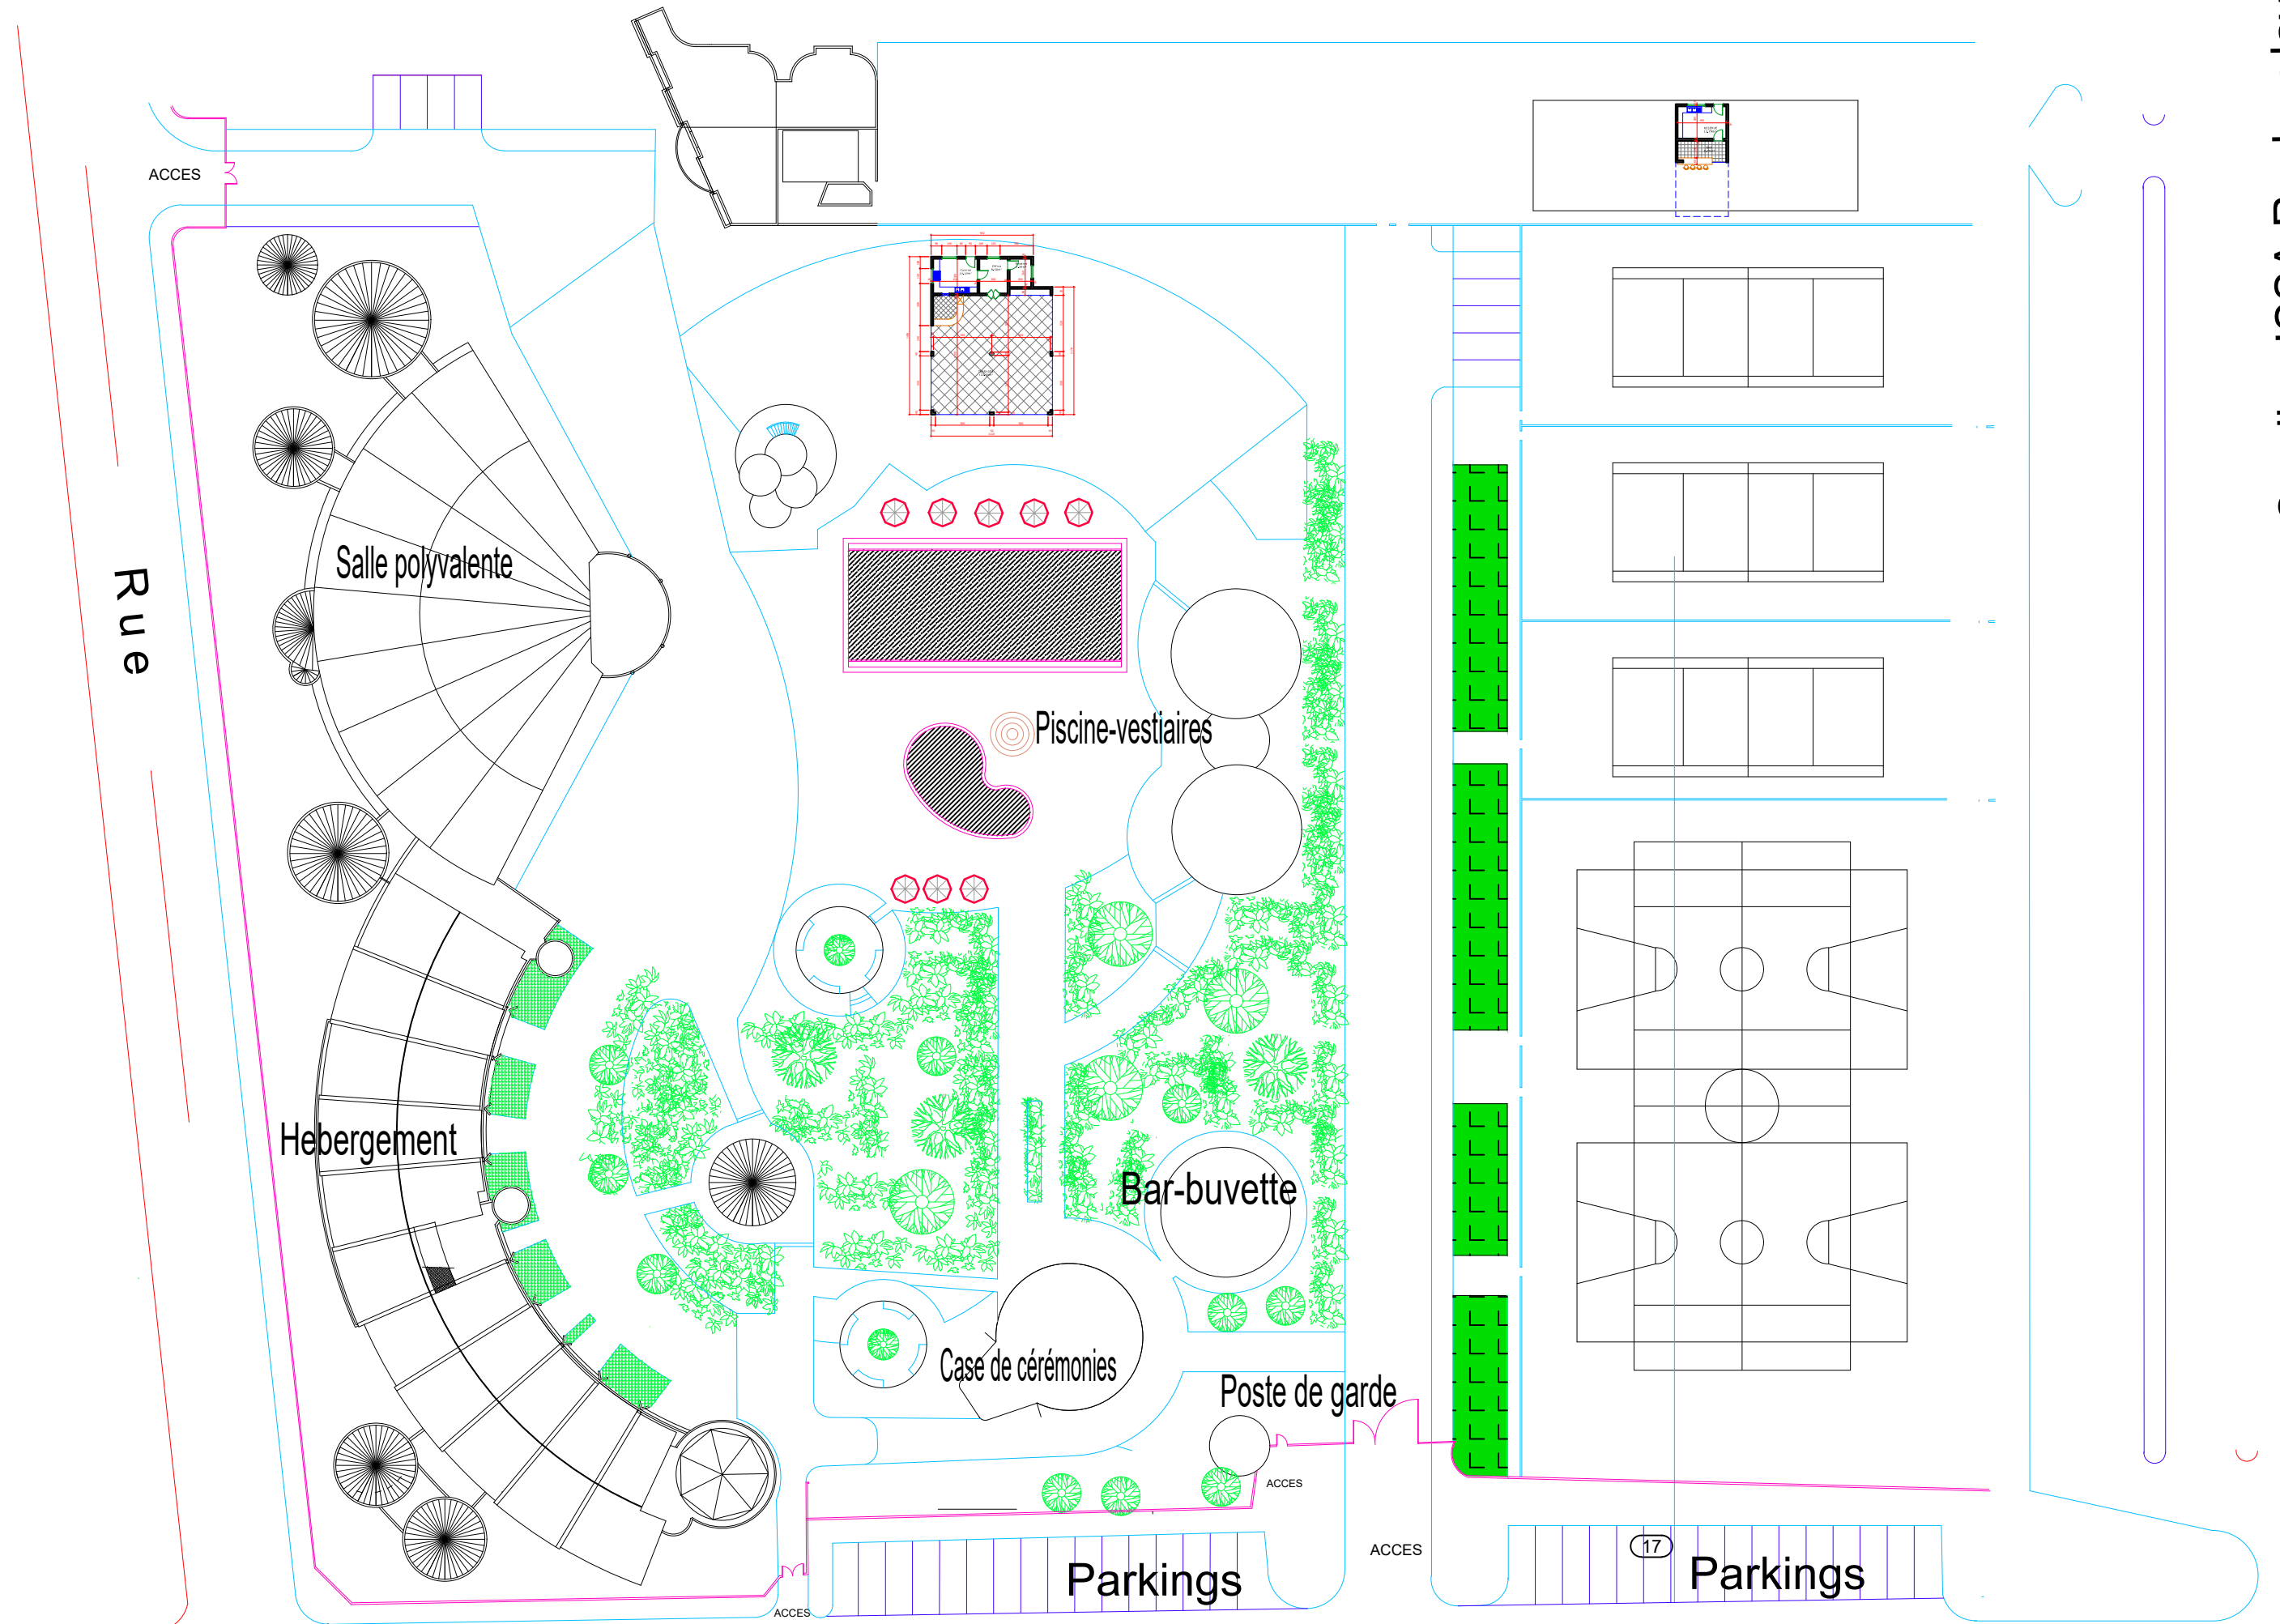 ACCES
Rue
Salle polyvalente
Piscine-vestiaires
Hebergement
Bar-buvette
Case de cérémonies
Poste de garde
ACCES
ACCES
17
Parkings
Parkings
ACCES